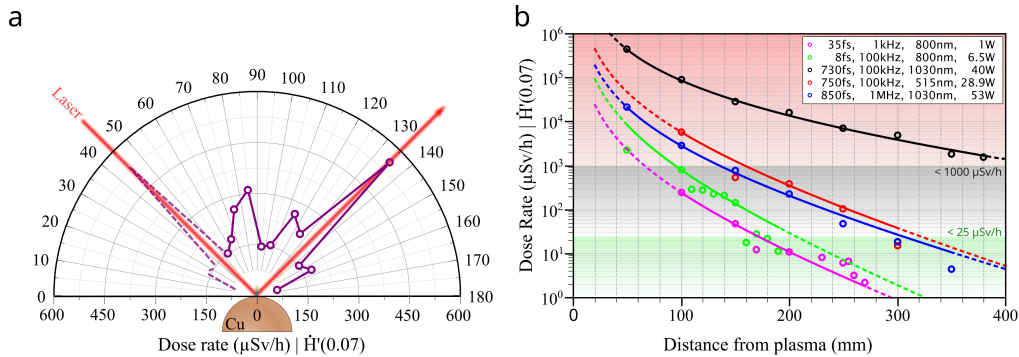 a
90
80
100
70
110
60
120
50
130
40
140
30
150
20
160
10
170
0
180
Laser
Cu
600 450 300 150 0 150 300 450 600
Dose rate (µSv/h) | Ḣ'(0.07)
b
Dose Rate (µSv/h) | Ḣ'(0.07)
10⁶
10⁵
10⁴
10³
10²
10¹
10⁰
35fs, 1kHz, 800nm, 1W
8fs, 100kHz, 800nm, 6.5W
730fs, 100kHz, 1030nm, 40W
750fs, 100kHz, 515nm, 28.9W
850fs, 1MHz, 1030nm, 53W
< 1000 µSv/h
< 25 µSv/h
0 100 200 300 400
Distance from plasma (mm)